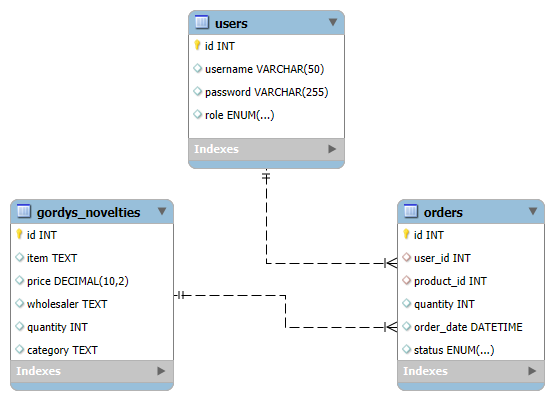 users
id INT
username VARCHAR(50)
password VARCHAR(255)
role ENUM(...)
Indexes
gordys_novelties
id INT
item TEXT
price DECIMAL(10,2)
wholesaler TEXT
quantity INT
category TEXT
Indexes
orders
id INT
user_id INT
product_id INT
quantity INT
order_date DATETIME
status ENUM(...)
Indexes